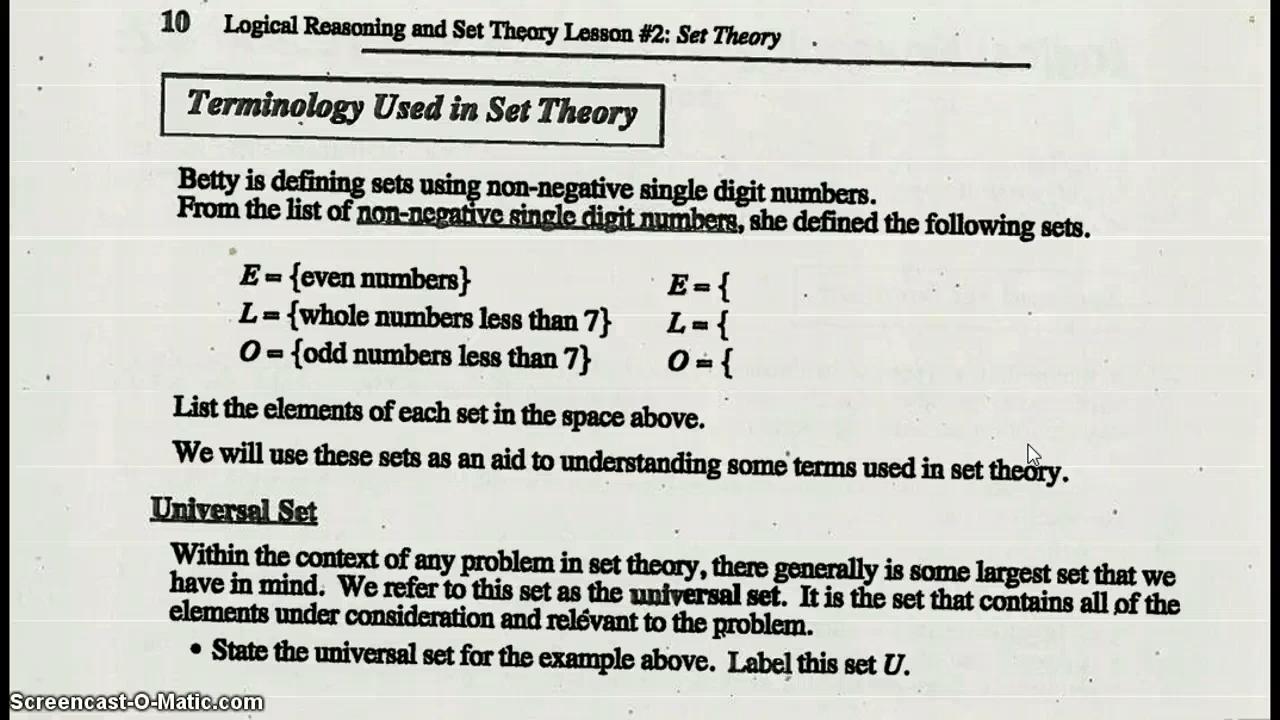 10 Logical Reasoning and Set Theory Lesson #2: Set Theory
Terminology Used in Set Theory
Betty is defining sets using non-negative single digit numbers.
From the list of non-negative single digit numbers, she defined the following sets.
E = {even numbers} E = {
L = {whole numbers less than 7} L = {
O = {odd numbers less than 7} O = {
List the elements of each set in the space above.
We will use these sets as an aid to understanding some terms used in set theory.
Universal Set
Within the context of any problem in set theory, there generally is some largest set that we
have in mind. We refer to this set as the universal set. It is the set that contains all of the
elements under consideration and relevant to the problem.
• State the universal set for the example above. Label this set U.
Screencast-O-Matic.com